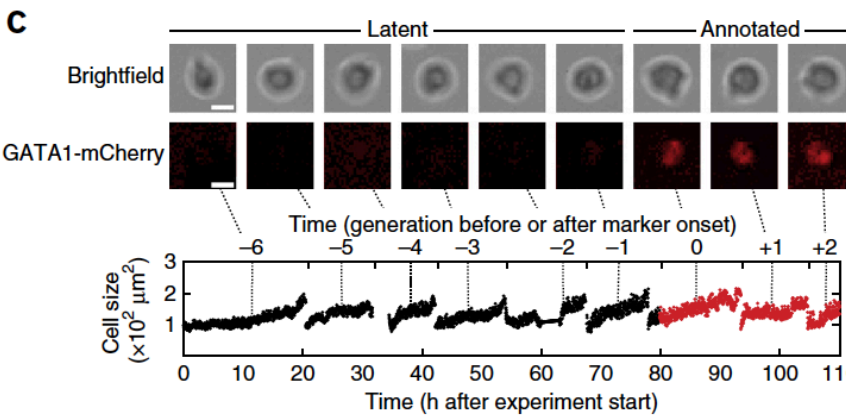 C
Latent Annotated
Brightfield
GATA1-mCherry
Time (generation before or after marker onset)
–6 –5 –4 –3 –2 –1 0 +1 +2
Cell size
(×10² μm²)
3
2
1
0 10 20 30 40 50 60 70 80 90 100 11
Time (h after experiment start)